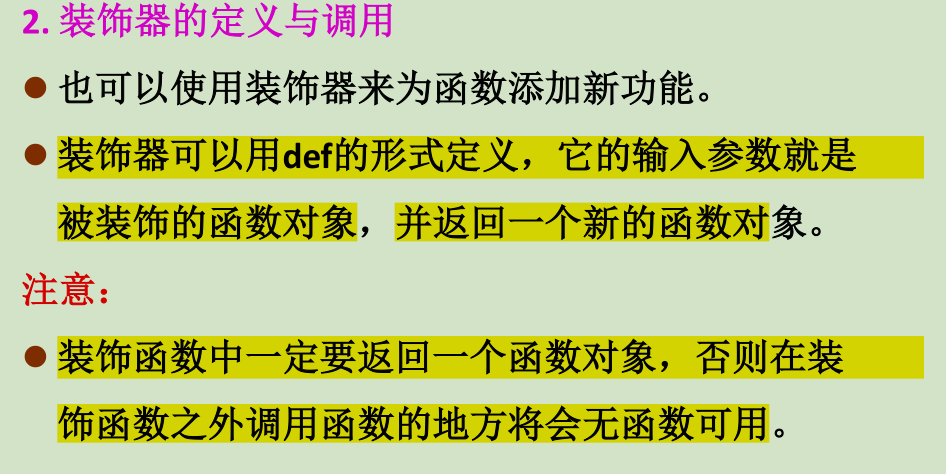 2. 装饰器的定义与调用
● 也可以使用装饰器来为函数添加新功能。
● 装饰器可以用def的形式定义，它的输入参数就是
被装饰的函数对象，并返回一个新的函数对象。
注意：
● 装饰函数中一定要返回一个函数对象，否则在装
饰函数之外调用函数的地方将会无函数可用。